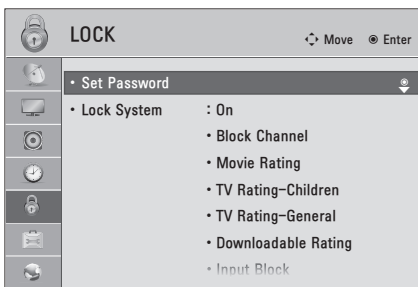 LOCK
Move Enter
• Set Password
• Lock System : On
• Block Channel
• Movie Rating
• TV Rating-Children
• TV Rating-General
• Downloadable Rating
• Input Block